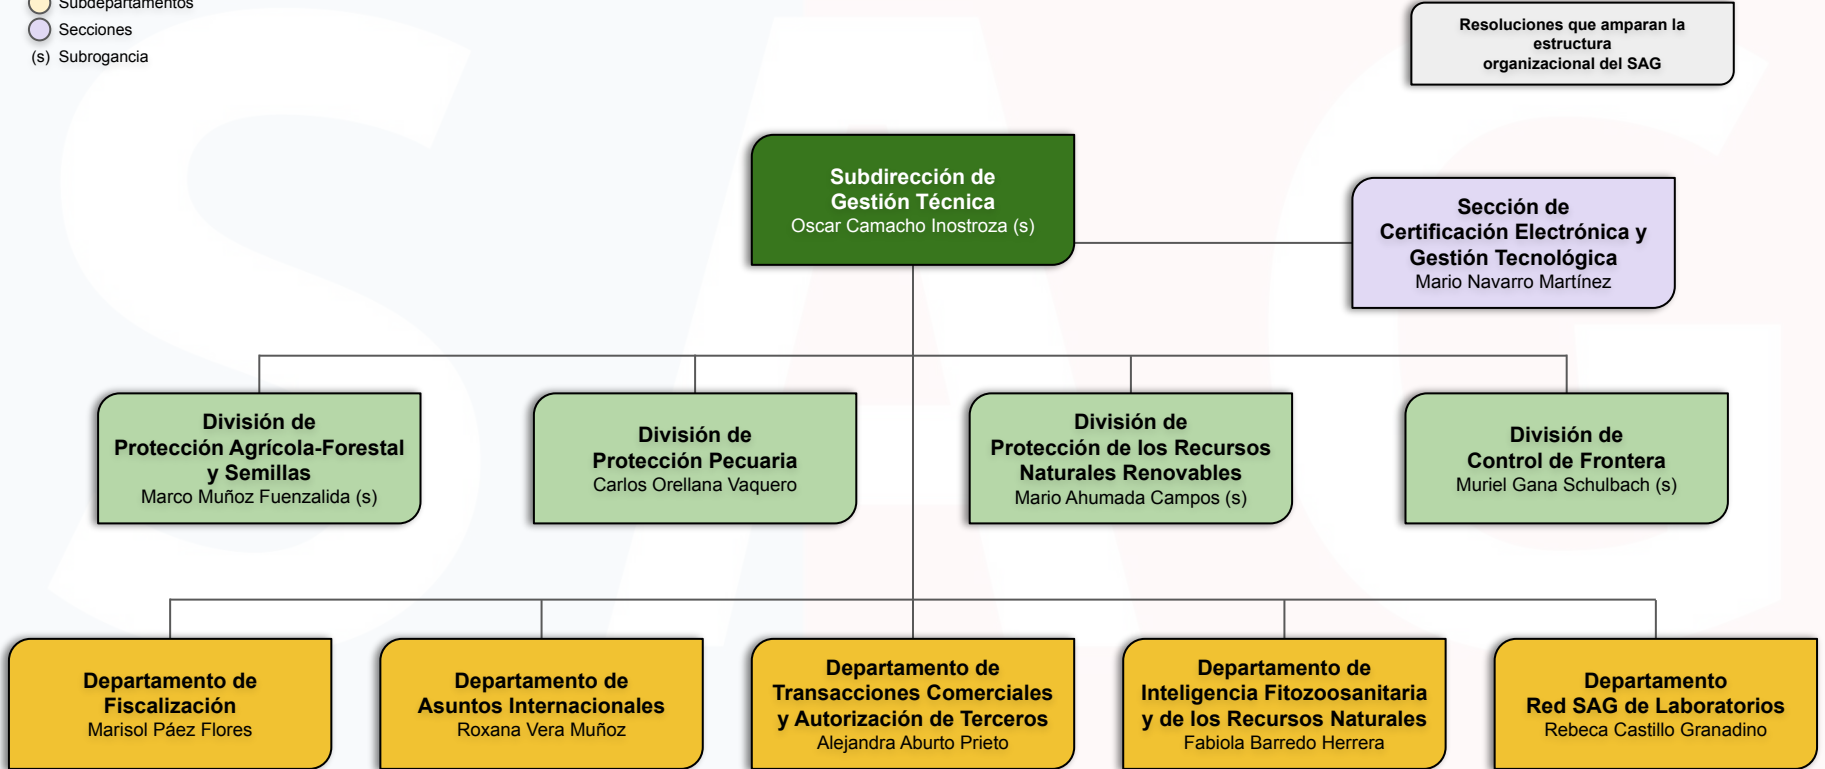 Subdepartamentos
Secciones
(s) Subrogancia
Resoluciones que amparan la
estructura
organizacional del SAG
Subdirección de
Gestión Técnica
Oscar Camacho Inostroza (s)
Sección de
Certificación Electrónica y
Gestión Tecnológica
Mario Navarro Martínez
División de
Protección Agrícola-Forestal
y Semillas
Marco Muñoz Fuenzalida (s)
División de
Protección Pecuaria
Carlos Orellana Vaquero
División de
Protección de los Recursos
Naturales Renovables
Mario Ahumada Campos (s)
División de
Control de Frontera
Muriel Gana Schulbach (s)
Departamento de
Fiscalización
Marisol Páez Flores
Departamento de
Asuntos Internacionales
Roxana Vera Muñoz
Departamento de
Transacciones Comerciales
y Autorización de Terceros
Alejandra Aburto Prieto
Departamento de
Inteligencia Fitozoosanitaria
y de los Recursos Naturales
Fabiola Barredo Herrera
Departamento
Red SAG de Laboratorios
Rebeca Castillo Granadino
SAG